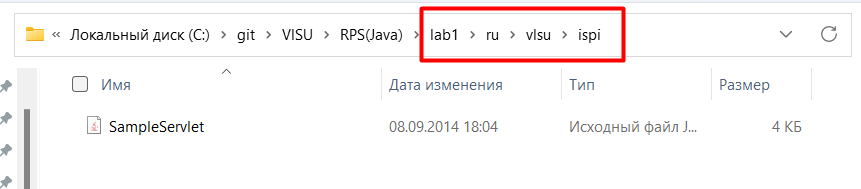 « Локальный диск (C:) › git › VlSU › RPS(Java) › lab1 › ru › vlsu › ispi
Имя Дата изменения Тип Размер
SampleServlet 08.09.2014 18:04 Исходный файл J... 4 КБ